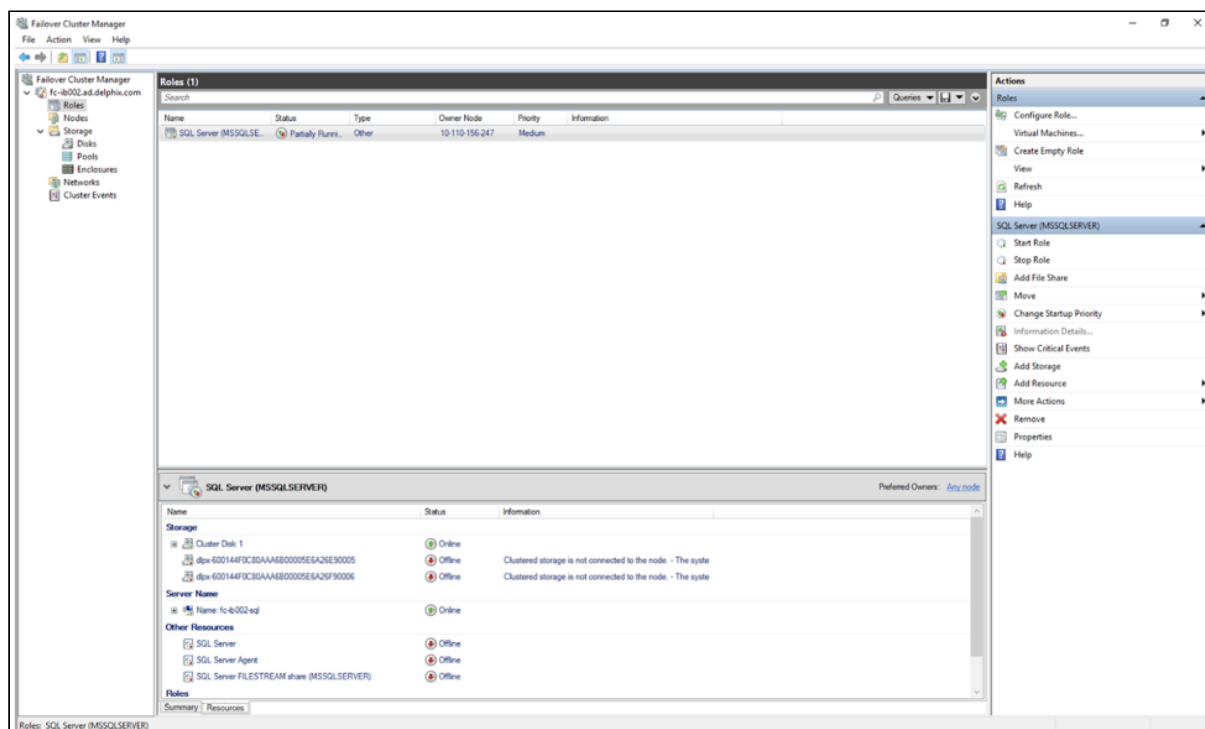 Failover Cluster Manager
File Action View Help
Failover Cluster Manager
fc-ib002.ad.delphix.com
Roles
Nodes
Storage
Disks
Pools
Enclosures
Networks
Cluster Events
Roles (1)
Search
Queries
Name Status Type Owner Node Priority Information
SQL Server (MSSQLSE... Partially Runni... Other 10-110-156-247 Medium
SQL Server (MSSQLSERVER) Preferred Owners: Any node
Name Status Information
Storage
Cluster Disk 1 Online
dlpx-600144F0C80AAA6B00005E6A26E90005 Offline Clustered storage is not connected to the node. - The syste
dlpx-600144F0C80AAA6B00005E6A26F90006 Offline Clustered storage is not connected to the node. - The syste
Server Name
Name: fc-ib002-sql Online
Other Resources
SQL Server Offline
SQL Server Agent Offline
SQL Server FILESTREAM share (MSSQLSERVER) Offline
Roles
Summary Resources
Actions
Roles
Configure Role...
Virtual Machines...
Create Empty Role
View
Refresh
Help
SQL Server (MSSQLSERVER)
Start Role
Stop Role
Add File Share
Move
Change Startup Priority
Information Details...
Show Critical Events
Add Storage
Add Resource
More Actions
Remove
Properties
Help
Roles: SQL Server (MSSQLSERVER)